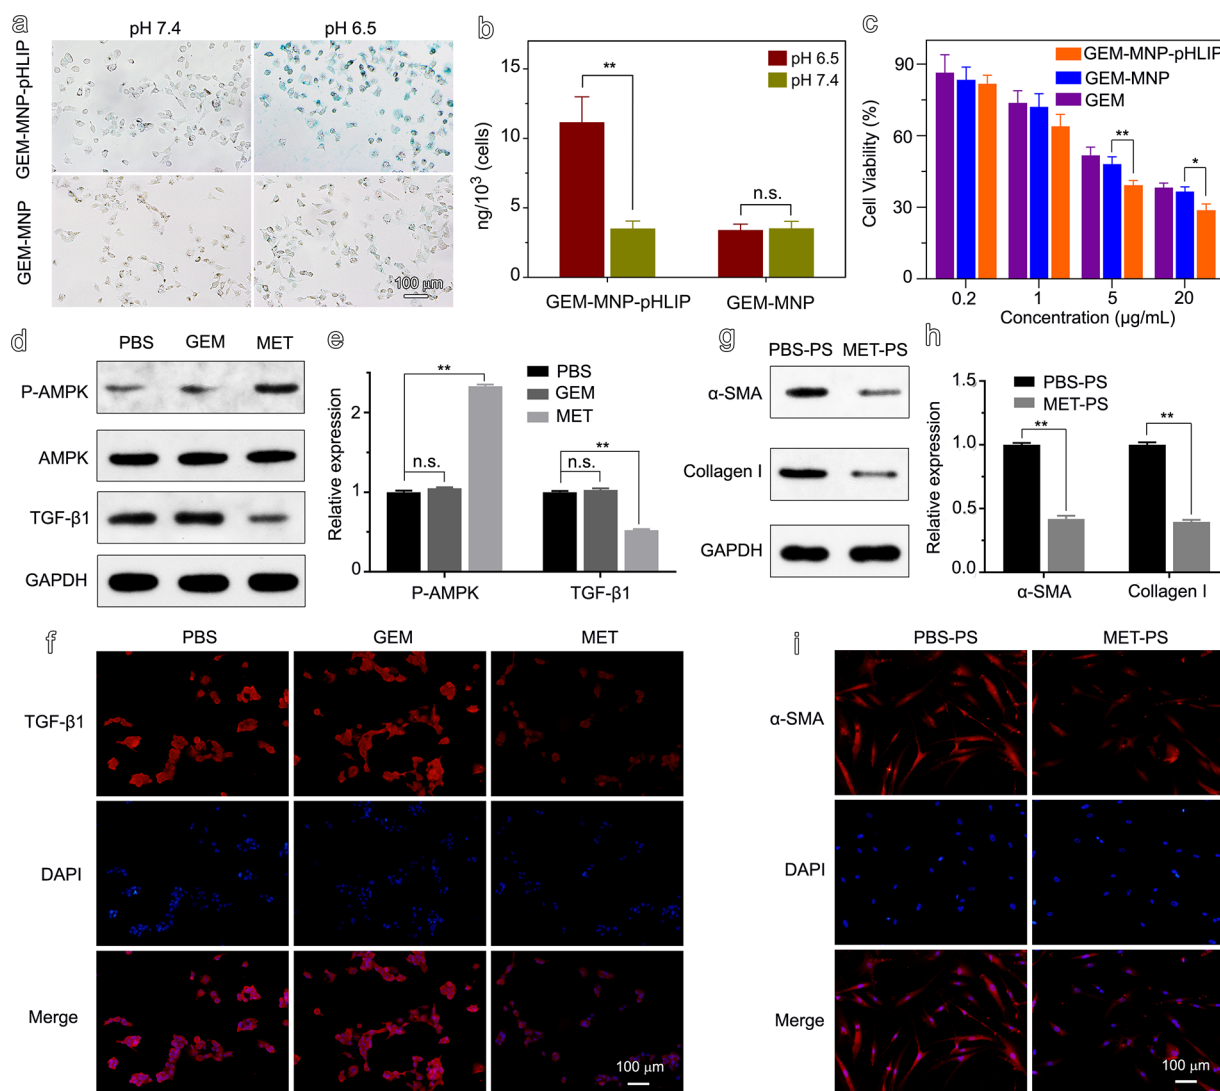 a
pH 7.4
pH 6.5
GEM-MNP-pHLIP
GEM-MNP
100 μm
b
ng/10³ (cells)
15
10
5
0
**
n.s.
pH 6.5
pH 7.4
GEM-MNP-pHLIP
GEM-MNP
c
Cell Viability (%)
90
60
30
0
GEM-MNP-pHLIP
GEM-MNP
GEM
**
*
0.2
1
5
20
Concentration (μg/mL)
d
PBS
GEM
MET
P-AMPK
AMPK
TGF-β1
GAPDH
e
Relative expression
2
1
0
**
n.s.
PBS
GEM
MET
**
n.s.
P-AMPK
TGF-β1
g
PBS-PS
MET-PS
α-SMA
Collagen I
GAPDH
h
Relative expression
1.5
1.0
0.5
0.0
PBS-PS
MET-PS
**
**
α-SMA
Collagen I
f
PBS
GEM
MET
TGF-β1
DAPI
Merge
100 μm
i
PBS-PS
MET-PS
α-SMA
DAPI
Merge
100 μm